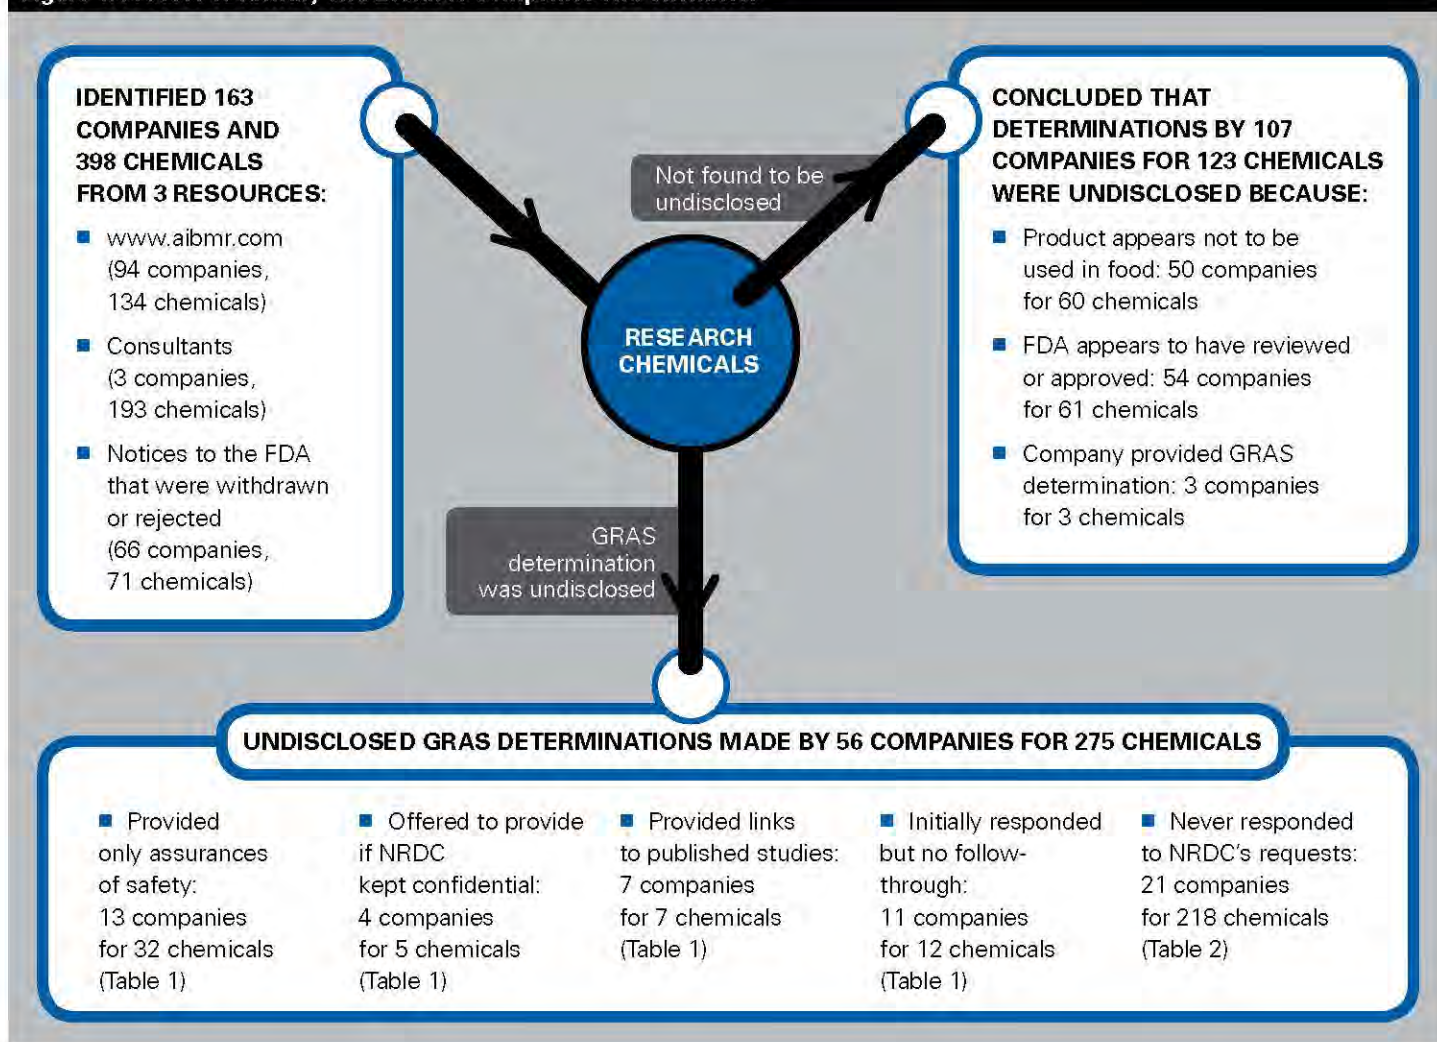 IDENTIFIED 163
COMPANIES AND
398 CHEMICALS
FROM 3 RESOURCES:
www.aibmr.com
(94 companies,
134 chemicals)
Consultants
(3 companies,
193 chemicals)
Notices to the FDA
that were withdrawn
or rejected
(66 companies,
71 chemicals)
Not found to be
undisclosed
RESEARCH
CHEMICALS
CONCLUDED THAT
DETERMINATIONS BY 107
COMPANIES FOR 123 CHEMICALS
WERE UNDISCLOSED BECAUSE:
Product appears not to be
used in food: 50 companies
for 60 chemicals
FDA appears to have reviewed
or approved: 54 companies
for 61 chemicals
Company provided GRAS
determination: 3 companies
for 3 chemicals
GRAS
determination
was undisclosed
UNDISCLOSED GRAS DETERMINATIONS MADE BY 56 COMPANIES FOR 275 CHEMICALS
Provided
only assurances
of safety:
13 companies
for 32 chemicals
(Table 1)
Offered to provide
if NRDC
kept confidential:
4 companies
for 5 chemicals
(Table 1)
Provided links
to published studies:
7 companies
for 7 chemicals
(Table 1)
Initially responded
but no follow-
through:
11 companies
for 12 chemicals
(Table 1)
Never responded
to NRDC's requests:
21 companies
for 218 chemicals
(Table 2)